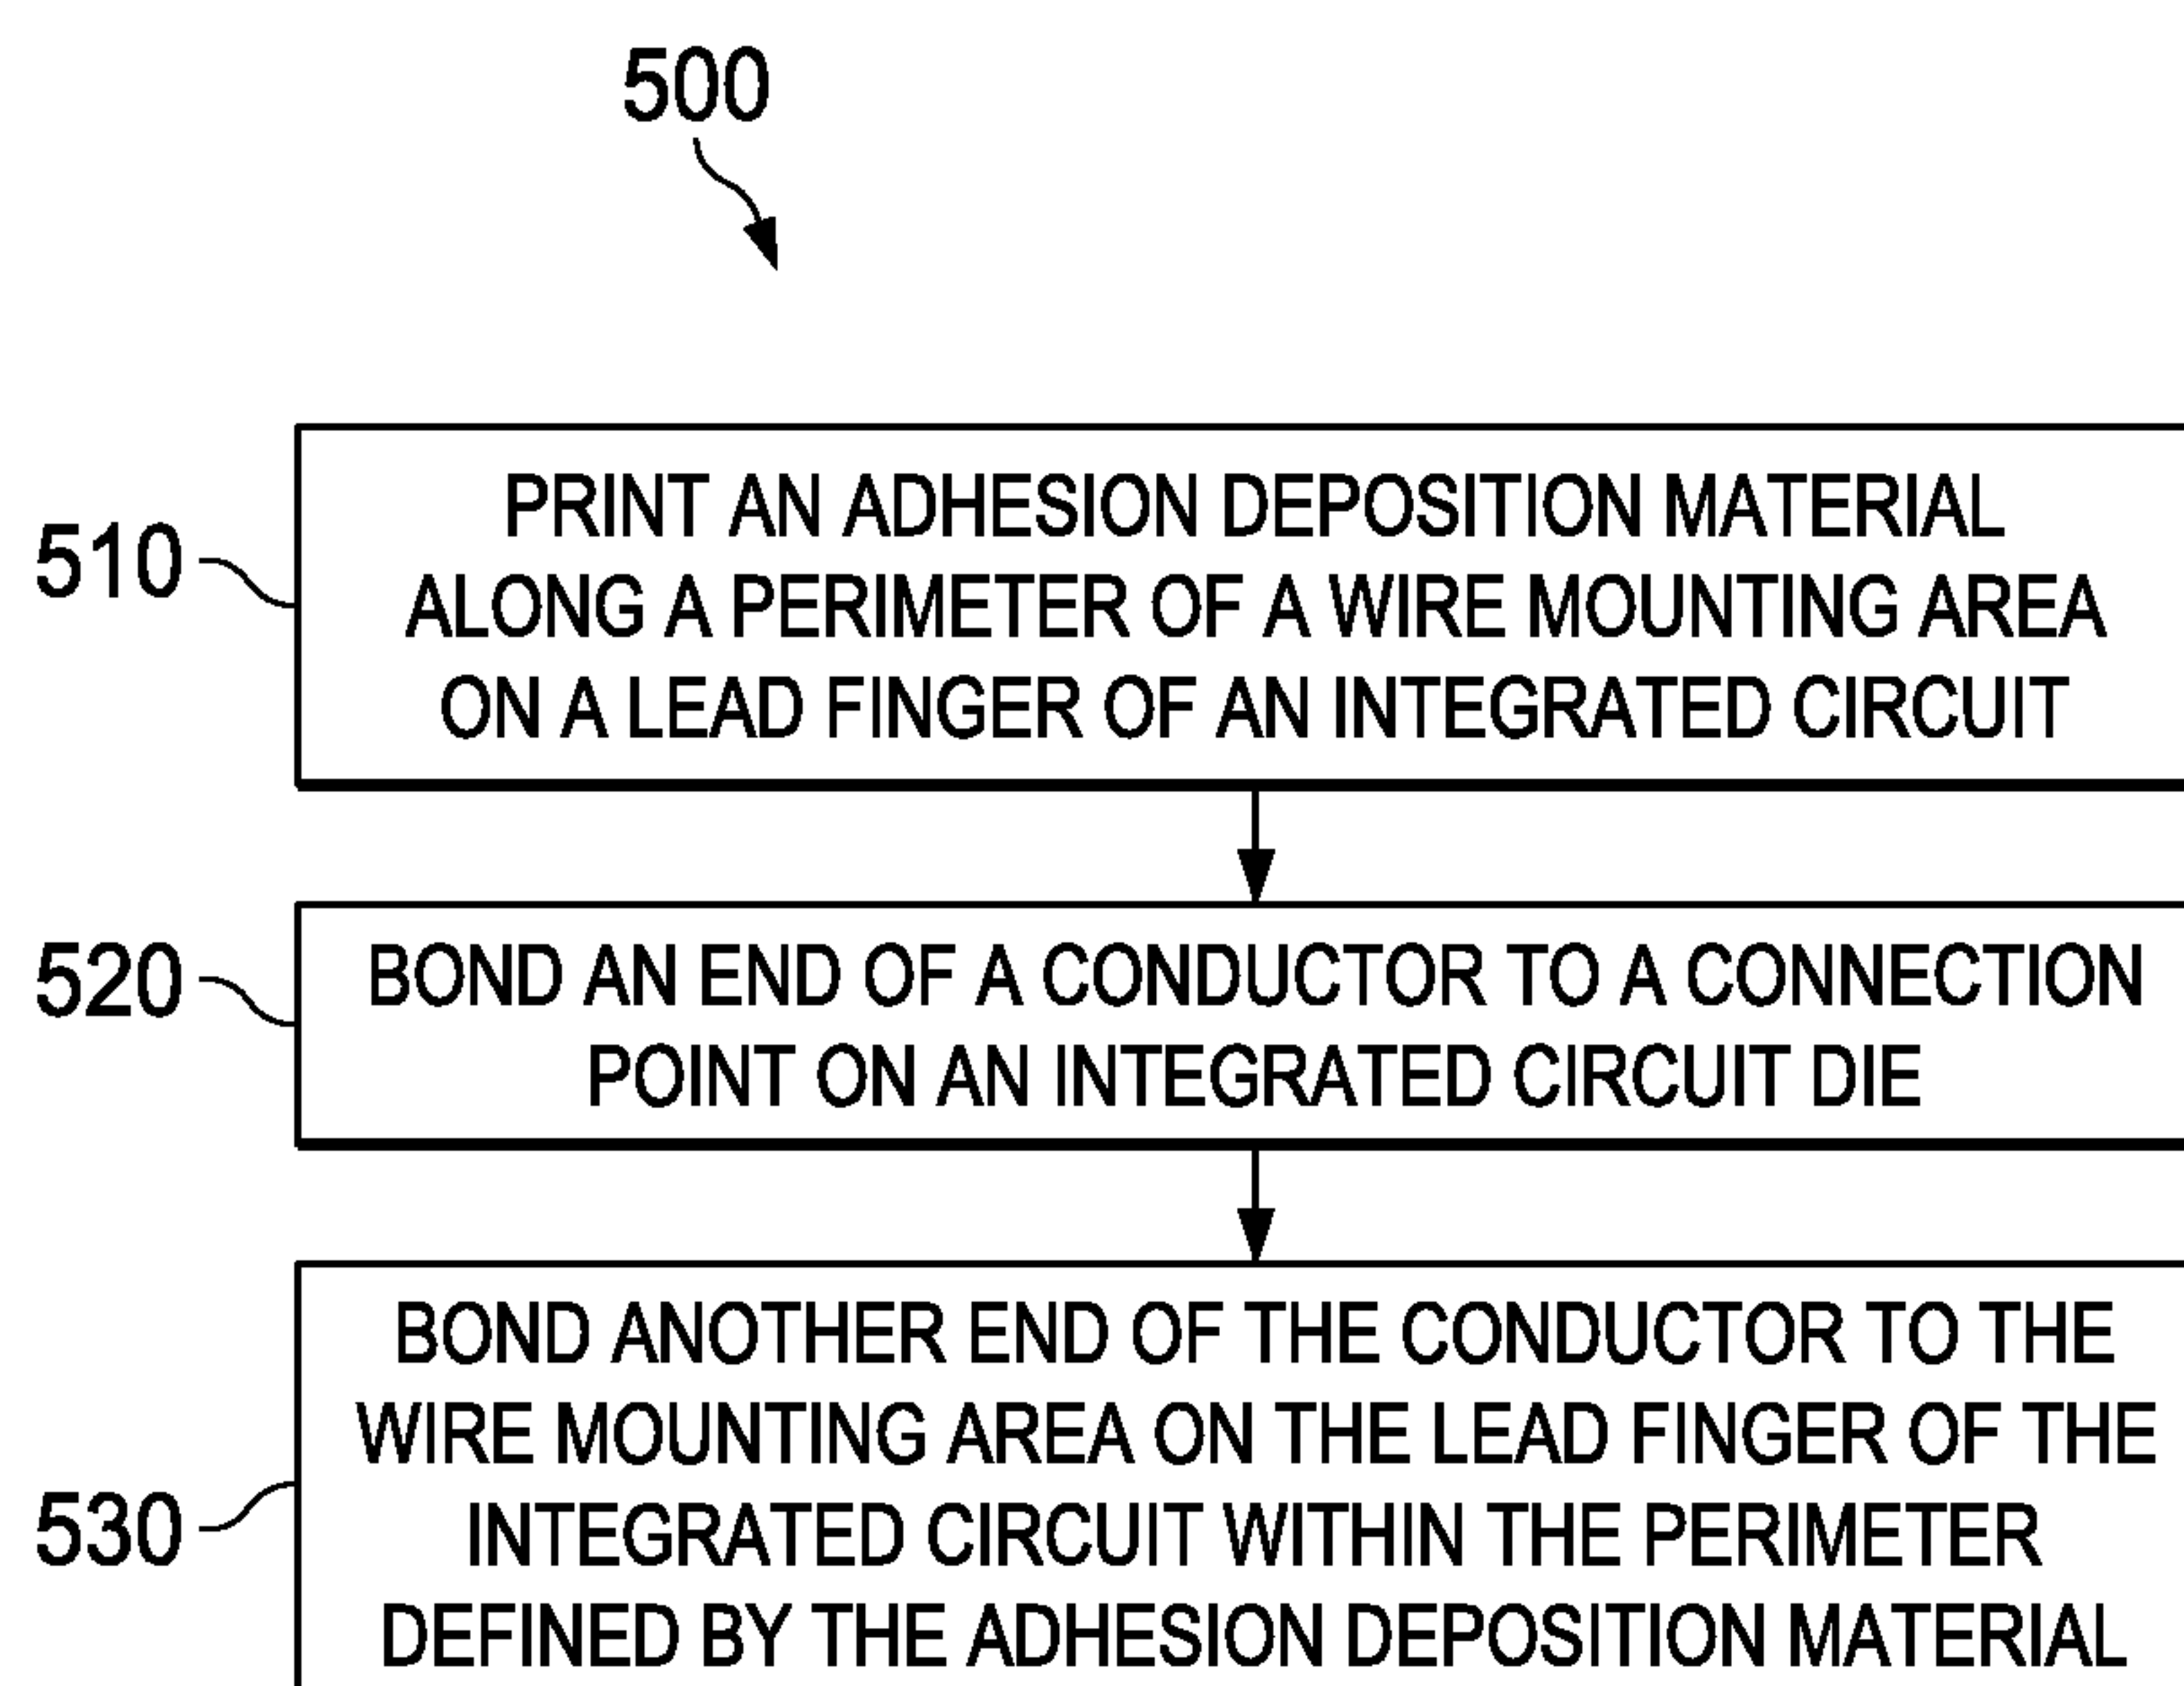 500
510
PRINT AN ADHESION DEPOSITION MATERIAL
ALONG A PERIMETER OF A WIRE MOUNTING AREA
ON A LEAD FINGER OF AN INTEGRATED CIRCUIT
520
BOND AN END OF A CONDUCTOR TO A CONNECTION
POINT ON AN INTEGRATED CIRCUIT DIE
530
BOND ANOTHER END OF THE CONDUCTOR TO THE
WIRE MOUNTING AREA ON THE LEAD FINGER OF THE
INTEGRATED CIRCUIT WITHIN THE PERIMETER
DEFINED BY THE ADHESION DEPOSITION MATERIAL